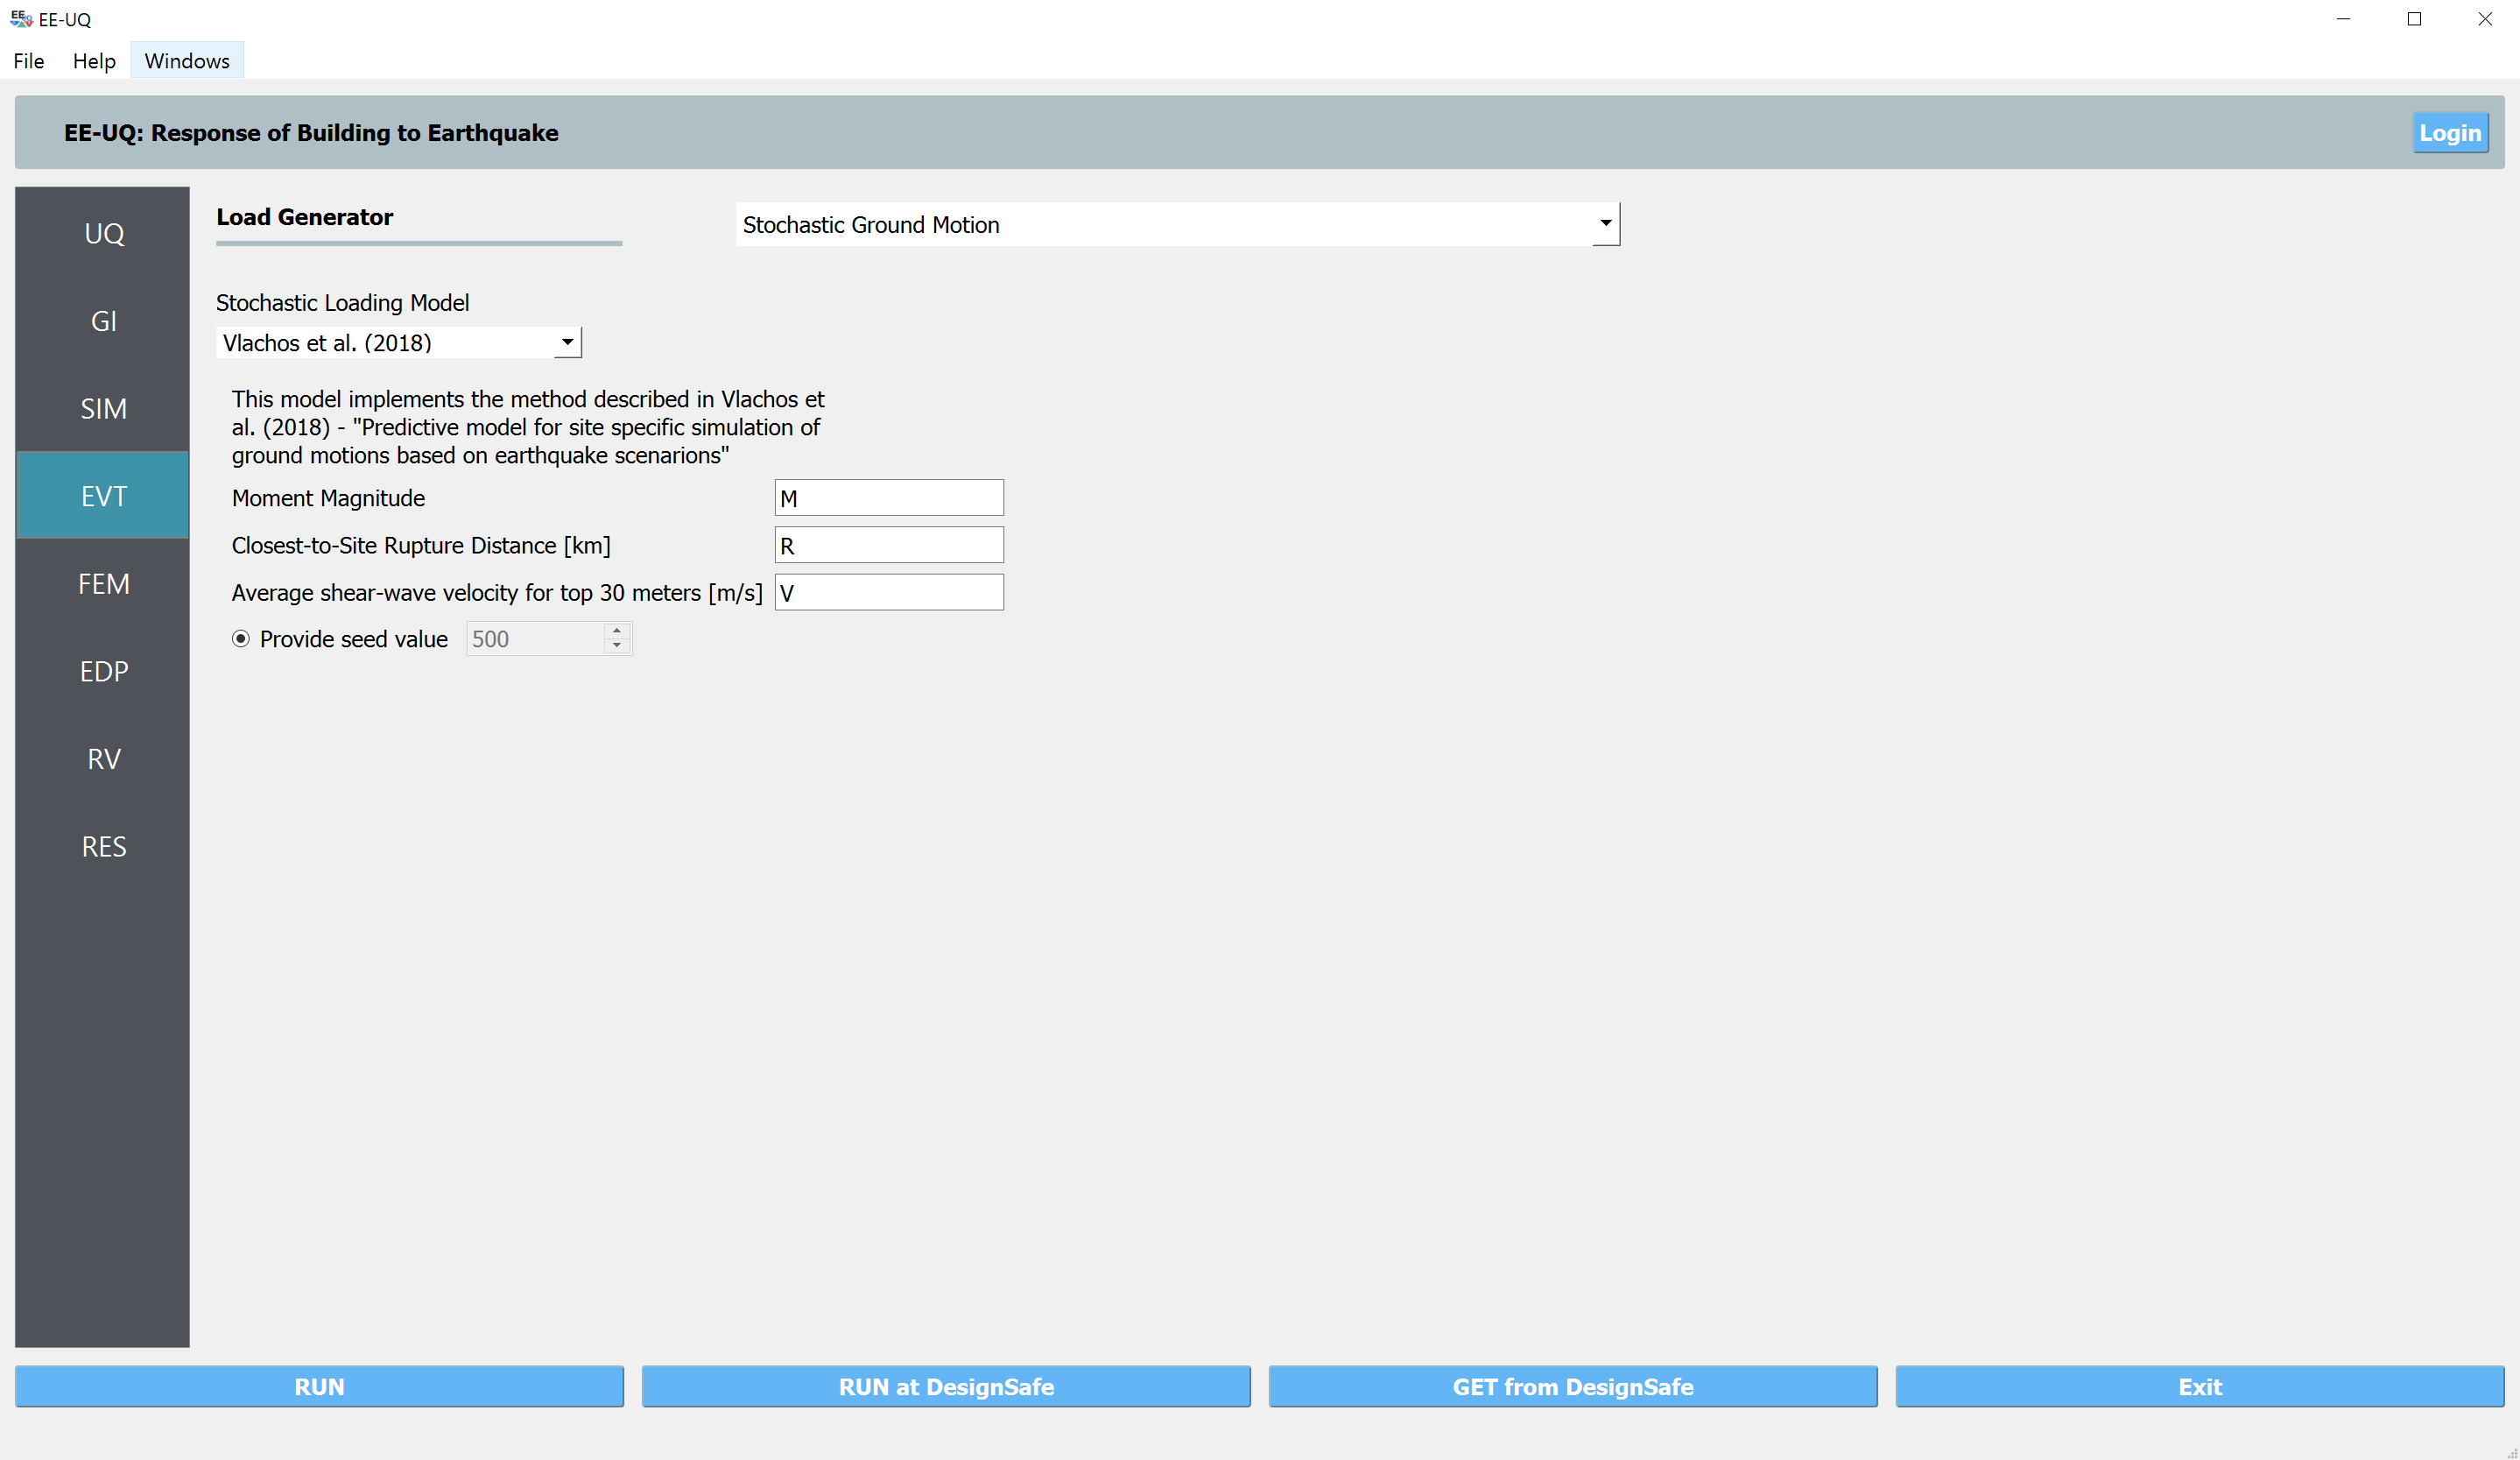 EE-UQ
File Help Windows
EE-UQ: Response of Building to Earthquake
Login
UQ
GI
SIM
EVT
FEM
EDP
RV
RES
Load Generator
Stochastic Ground Motion
Stochastic Loading Model
Vlachos et al. (2018)
This model implements the method described in Vlachos et
al. (2018) - "Predictive model for site specific simulation of
ground motions based on earthquake scenarions"
Moment Magnitude M
Closest-to-Site Rupture Distance [km] R
Average shear-wave velocity for top 30 meters [m/s] V
Provide seed value 500
RUN
RUN at DesignSafe
GET from DesignSafe
Exit